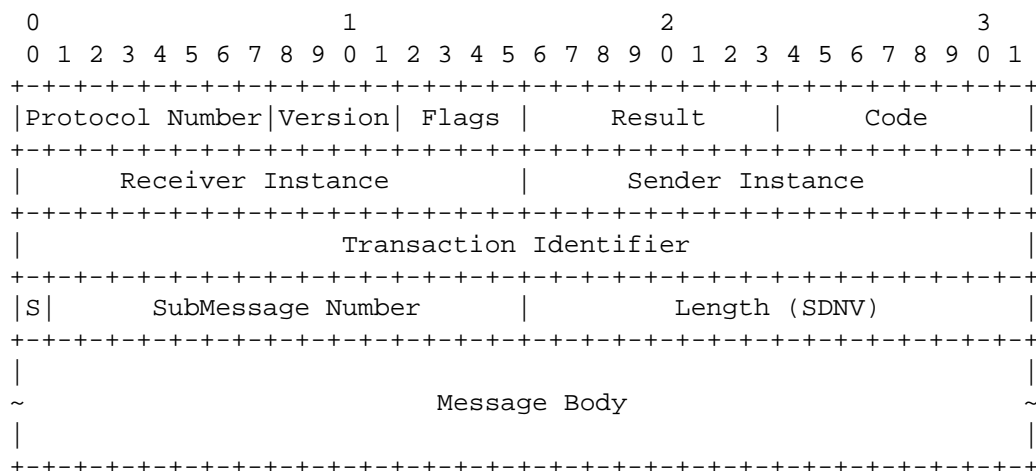 0                   1                   2                   3
 0 1 2 3 4 5 6 7 8 9 0 1 2 3 4 5 6 7 8 9 0 1 2 3 4 5 6 7 8 9 0 1
+-+-+-+-+-+-+-+-+-+-+-+-+-+-+-+-+-+-+-+-+-+-+-+-+-+-+-+-+-+-+-+-+
|Protocol Number|Version| Flags |     Result    |     Code      |
+-+-+-+-+-+-+-+-+-+-+-+-+-+-+-+-+-+-+-+-+-+-+-+-+-+-+-+-+-+-+-+-+
|      Receiver Instance        |      Sender Instance          |
+-+-+-+-+-+-+-+-+-+-+-+-+-+-+-+-+-+-+-+-+-+-+-+-+-+-+-+-+-+-+-+-+
|                    Transaction Identifier                     |
+-+-+-+-+-+-+-+-+-+-+-+-+-+-+-+-+-+-+-+-+-+-+-+-+-+-+-+-+-+-+-+-+
|S|      SubMessage Number      |         Length (SDNV)         |
+-+-+-+-+-+-+-+-+-+-+-+-+-+-+-+-+-+-+-+-+-+-+-+-+-+-+-+-+-+-+-+-+
|                                                               |
~                          Message Body                         ~
|                                                               |
+-+-+-+-+-+-+-+-+-+-+-+-+-+-+-+-+-+-+-+-+-+-+-+-+-+-+-+-+-+-+-+-+